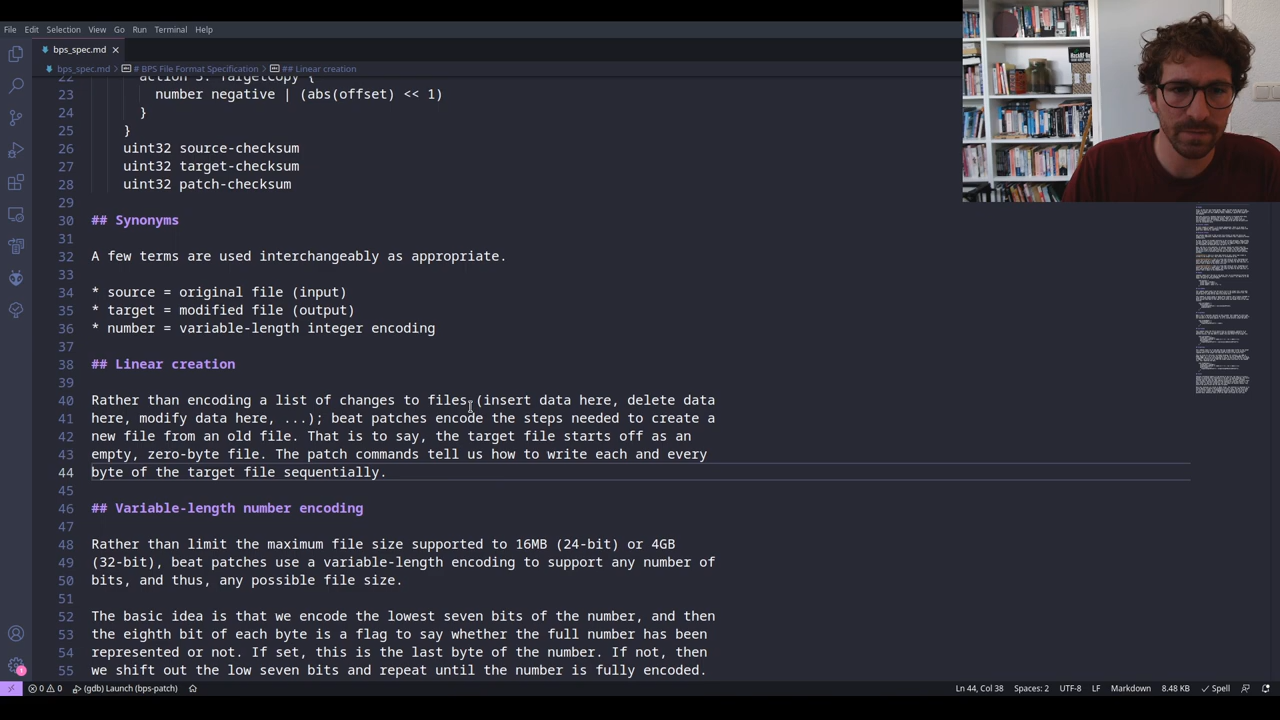 File Edit Selection View Go Run Terminal Help
bps_spec.md
bps_spec.md # BPS File Format Specification ## Linear creation
22 action 3: TargetCopy {
23 number negative | (abs(offset) << 1)
24 }
25 }
26 uint32 source-checksum
27 uint32 target-checksum
28 uint32 patch-checksum
29
30 ## Synonyms
31
32 A few terms are used interchangeably as appropriate.
33
34 * source = original file (input)
35 * target = modified file (output)
36 * number = variable-length integer encoding
37
38 ## Linear creation
39
40 Rather than encoding a list of changes to files (insert data here, delete data
41 here, modify data here, ...); beat patches encode the steps needed to create a
42 new file from an old file. That is to say, the target file starts off as an
43 empty, zero-byte file. The patch commands tell us how to write each and every
44 byte of the target file sequentially.
45
46 ## Variable-length number encoding
47
48 Rather than limit the maximum file size supported to 16MB (24-bit) or 4GB
49 (32-bit), beat patches use a variable-length encoding to support any number of
50 bits, and thus, any possible file size.
51
52 The basic idea is that we encode the lowest seven bits of the number, and then
53 the eighth bit of each byte is a flag to say whether the full number has been
54 represented or not. If set, this is the last byte of the number. If not, then
55 we shift out the low seven bits and repeat until the number is fully encoded.
1
0 0 (gdb) Launch (bps-patch) Ln 44, Col 38 Spaces: 2 UTF-8 LF Markdown 8.48 KB Spell